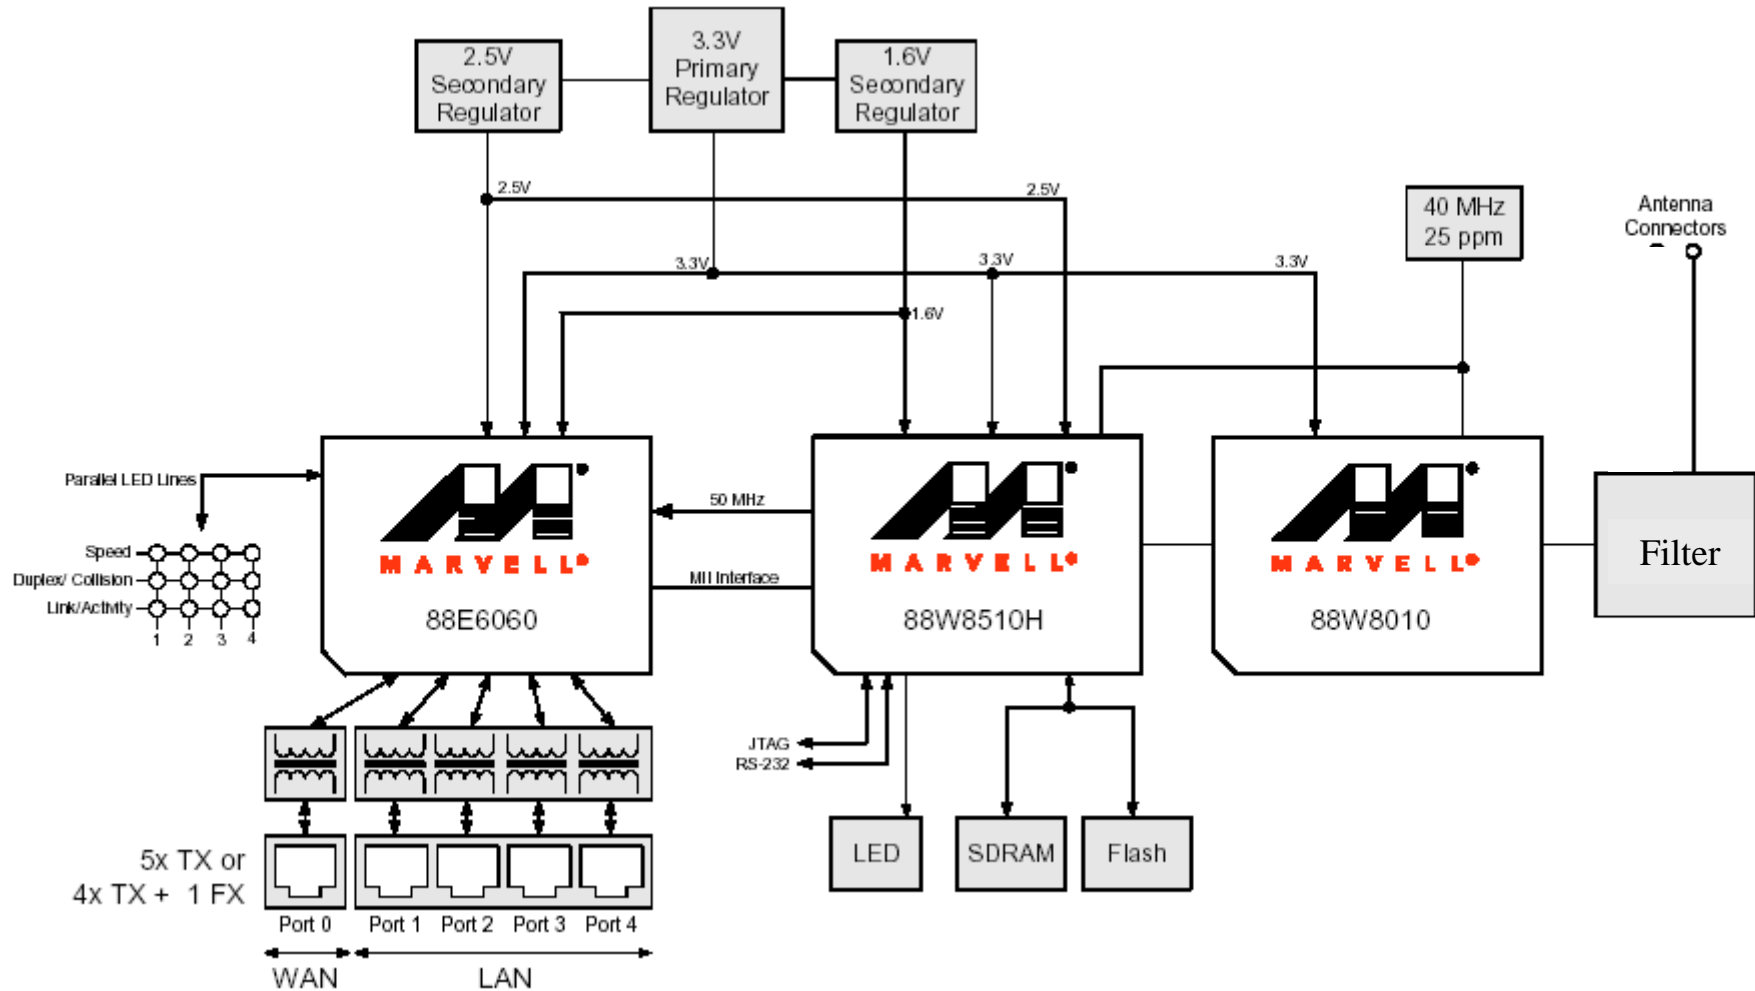 2.5V
Secondary
Regulator
3.3V
Primary
Regulator
1.6V
Secondary
Regulator
2.5V
2.5V
40 MHz
25 ppm
Antenna
Connectors
3.3V
3.3V
3.3V
1.6V
Parallel LED Lines
Speed
Duplex/ Collision
Link/Activity
1 2 3 4
MARVELL
88E6060
50 MHz
MII Interface
MARVELL
88W8510H
MARVELL
88W8010
Filter
JTAG
RS-232
LED
SDRAM
Flash
5x TX or
4x TX + 1 FX
Port 0
Port 1
Port 2
Port 3
Port 4
WAN
LAN